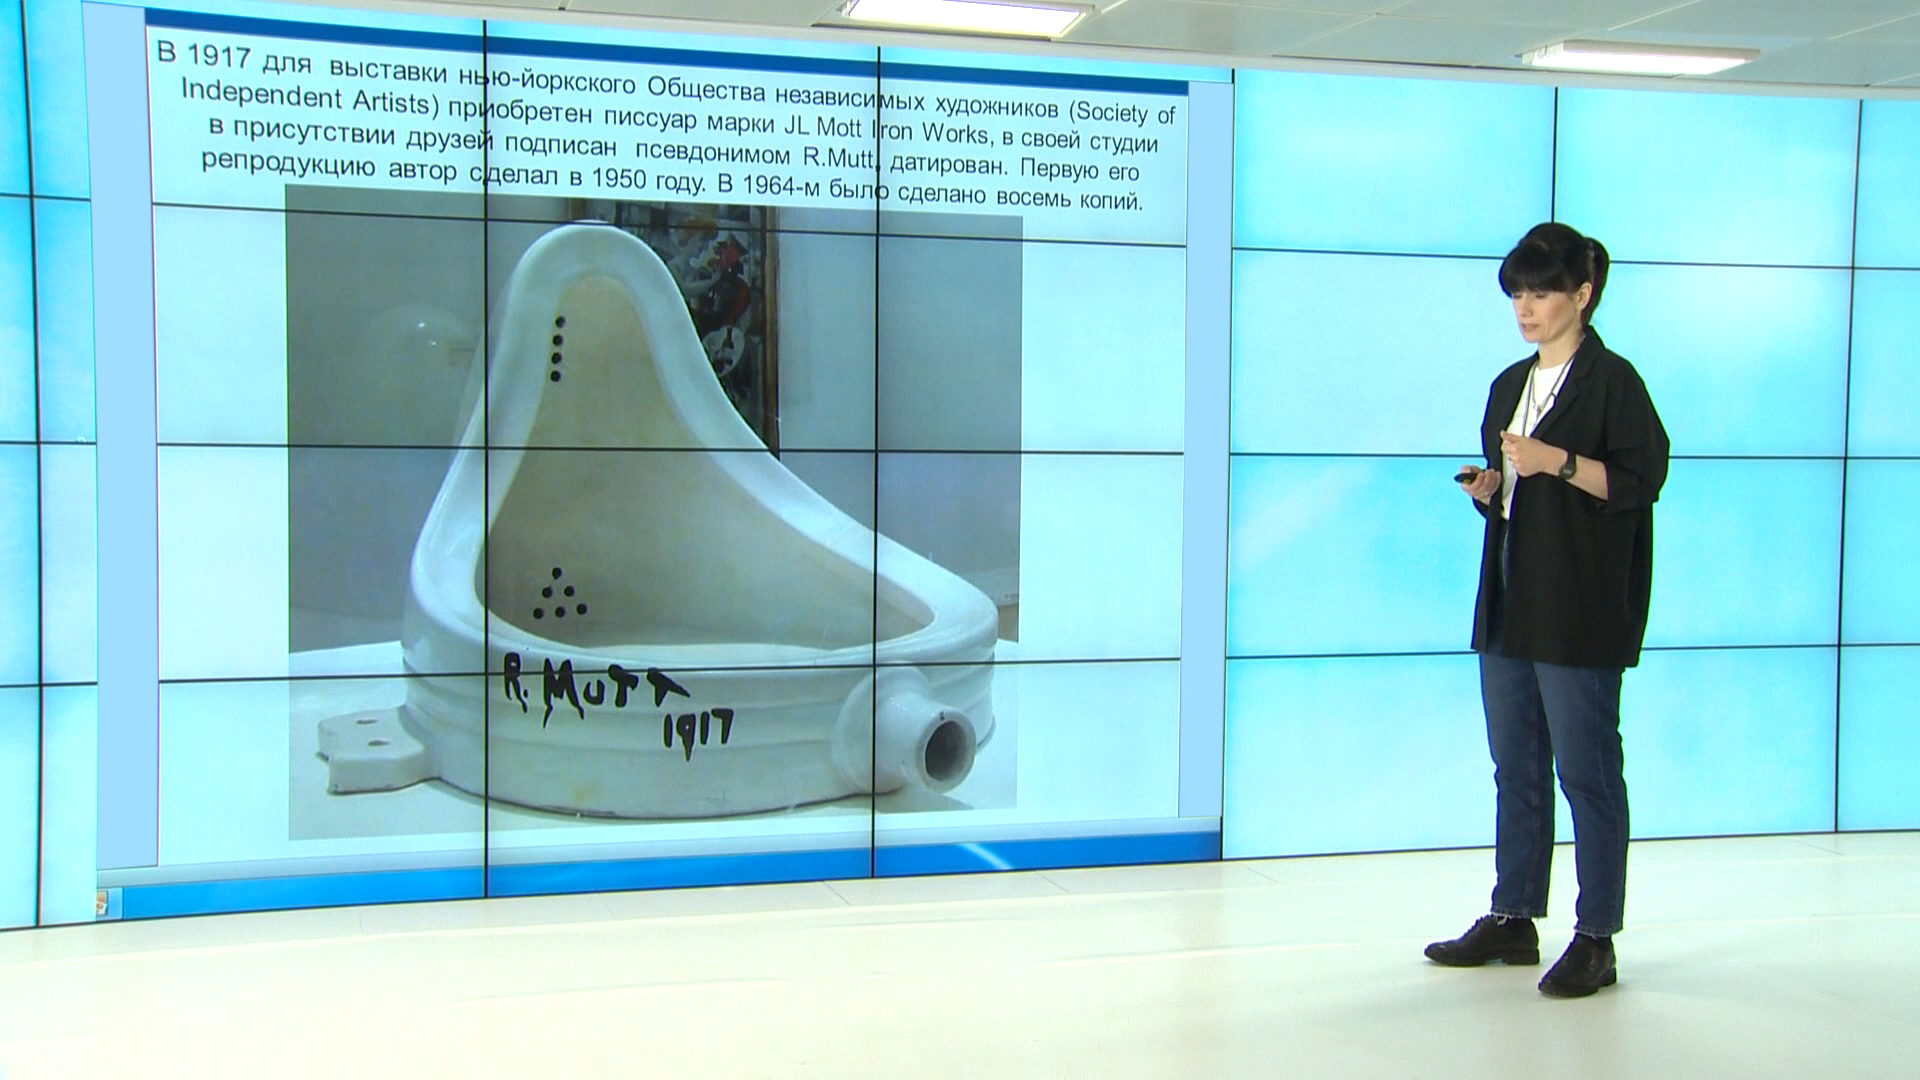 В 1917 для выставки нью-йоркского Общества независимых художников (Society of
Independent Artists) приобретен писсуар марки JL Mott Iron Works, в своей студии
в присутствии друзей подписан псевдонимом R.Mutt, датирован. Первую его
репродукцию автор сделал в 1950 году. В 1964-м было сделано восемь копий.
R. MUTT
1917